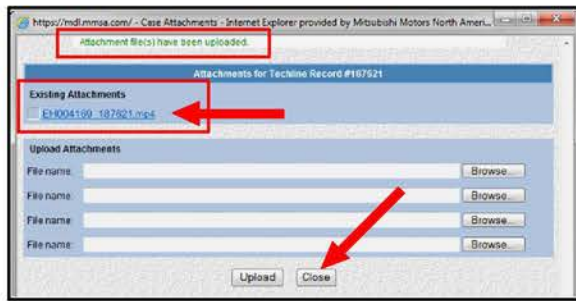 https://mdl.mmsa.com/ - Case Attachments - Internet Explorer provided by Mitsubishi Motors North Ameri...
Attachment file(s) have been uploaded.
Attachments for Techline Record #187621
Existing Attachments
EH004169_187621.mp4
Upload Attachments
File name: Browse...
File name: Browse...
File name: Browse...
File name: Browse...
Upload Close